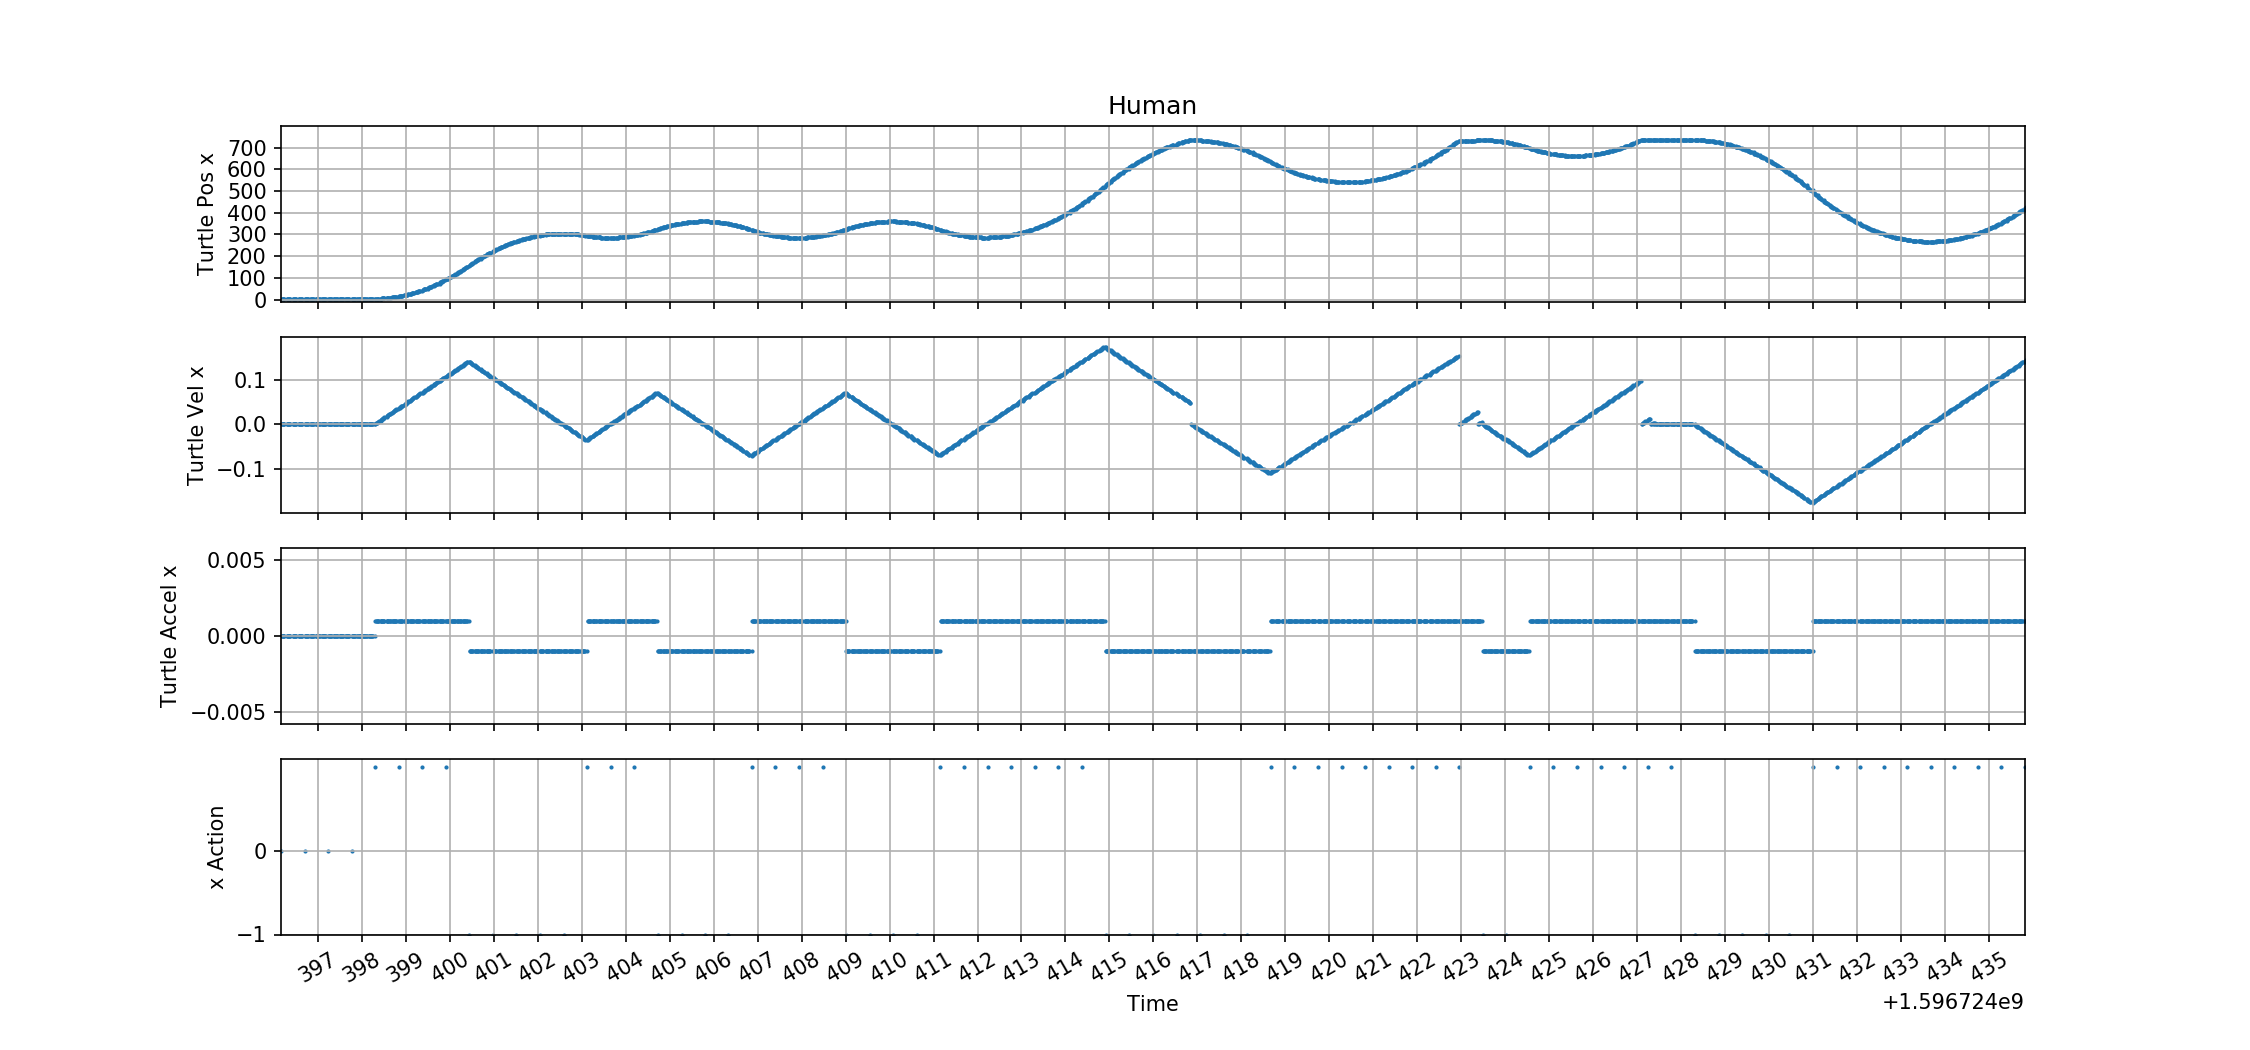 Human
Turtle Pos x
700
600
500
400
300
200
100
0
Turtle Vel x
0.1
0.0
−0.1
Turtle Accel x
0.005
0.000
−0.005
x Action
0
−1
397 398 399 400 401 402 403 404 405 406 407 408 409 410 411 412 413 414 415 416 417 418 419 420 421 422 423 424 425 426 427 428 429 430 431 432 433 434 435
Time
+1.596724e9